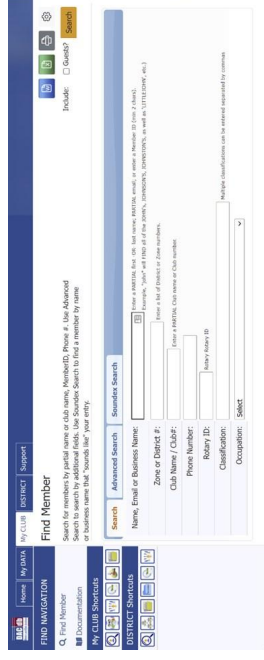 DACdb
Home
My DATA
My CLUB
DISTRICT
Support
FIND NAVIGATION
Find Member
Documentation
My CLUB Shortcuts
DISTRICT Shortcuts
Find Member
Search for members by partial name or club name, MemberID, Phone #. Use Advanced
Search to search by additional fields. Use Soundex Search to find a member by name
or business name that "sounds like" your entry.
Include:
Guests?
Search
Search
Advanced Search
Soundex Search
Name, Email or Business Name:
Enter a PARTIAL first -OR- last name, PARTIAL email; or enter a Member ID (min 2 chars).
Example, "John" will FIND all of the JOHN's, JOHNSON's, JOHNSTON's, as well as 'LITTLEJOHN', etc.)
Zone or District #:
Enter a list of District or Zone numbers.
Club Name / Club#:
Enter a PARTIAL Club name or Club number.
Phone Number:
Rotary ID:
Rotary Rotary ID
Classification:
Multiple classifications can be entered separated by commas
Occupation:
Select